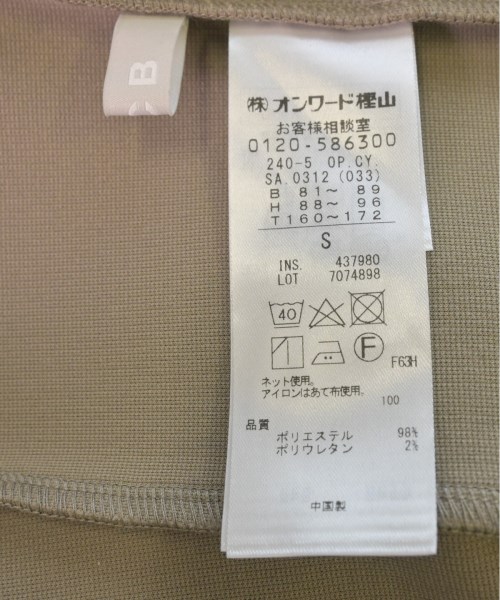 CB
㈱オンワード樫山
お客様相談室
0120-586300
240-5 OP.CY.
SA.0312 (033)
B 81～ 89
H 88～ 96
T160～172
S
INS. 437980
LOT 7074898
40
F
F63H
ネット使用。
アイロンはあて布使用。
100
品質
ポリエステル 98%
ポリウレタン 2%
中国製